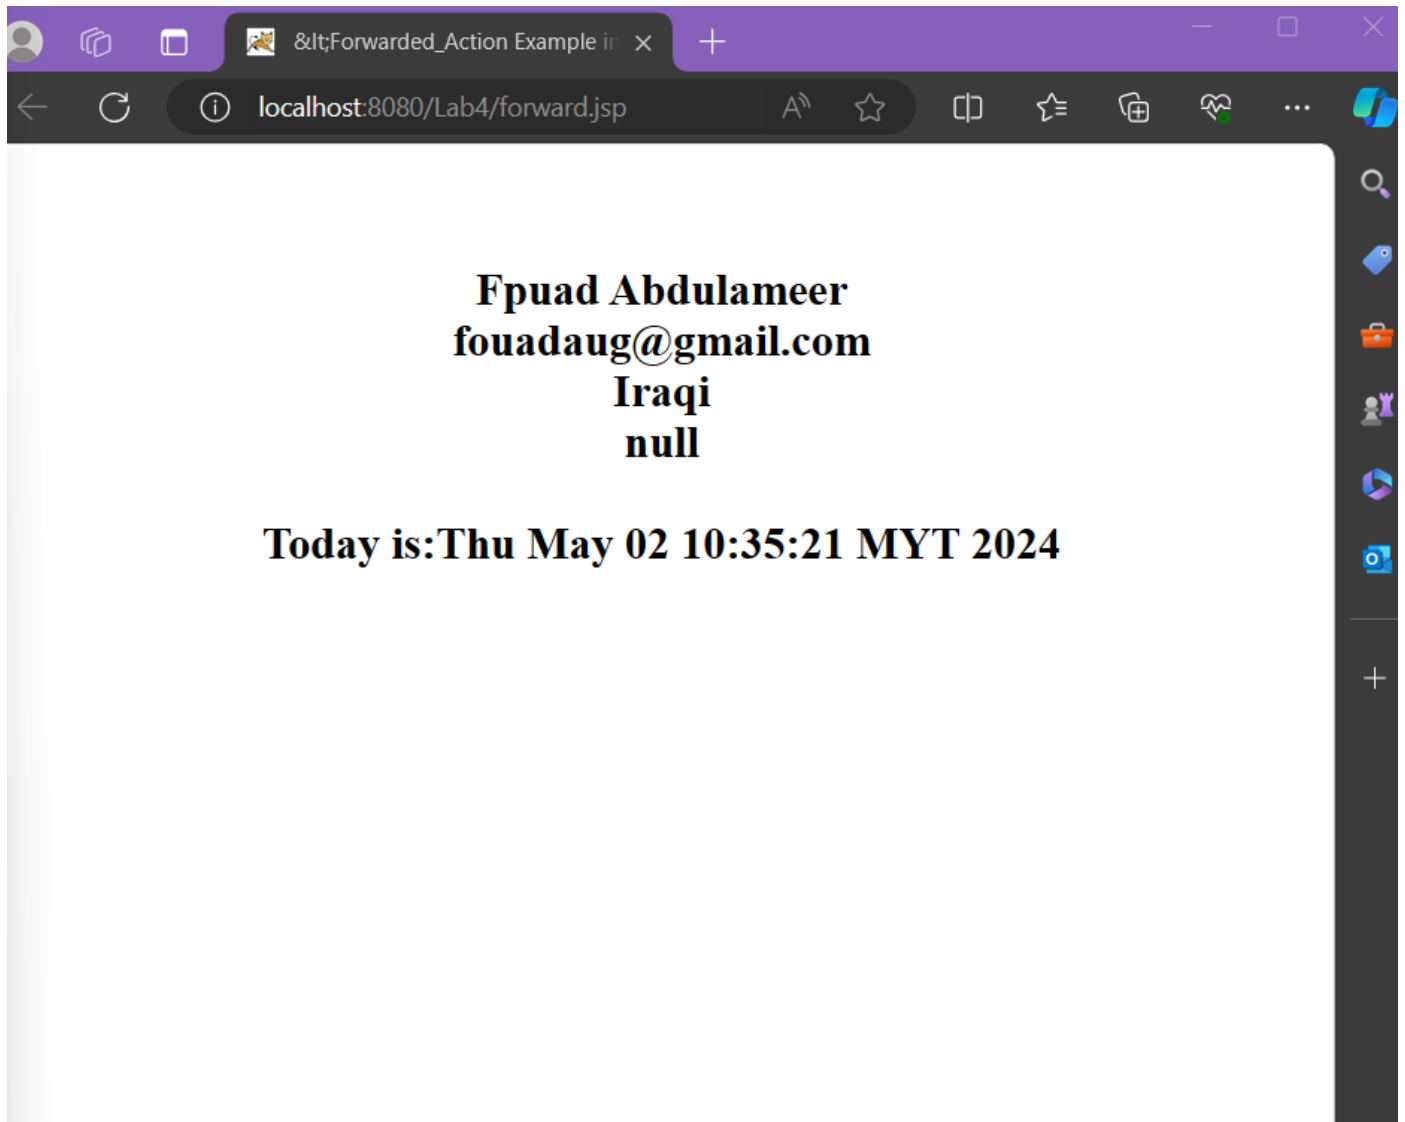 &lt;Forwarded_Action Example in
localhost:8080/Lab4/forward.jsp
Fpuad Abdulameer
fouadaug@gmail.com
Iraqi
null
Today is:Thu May 02 10:35:21 MYT 2024